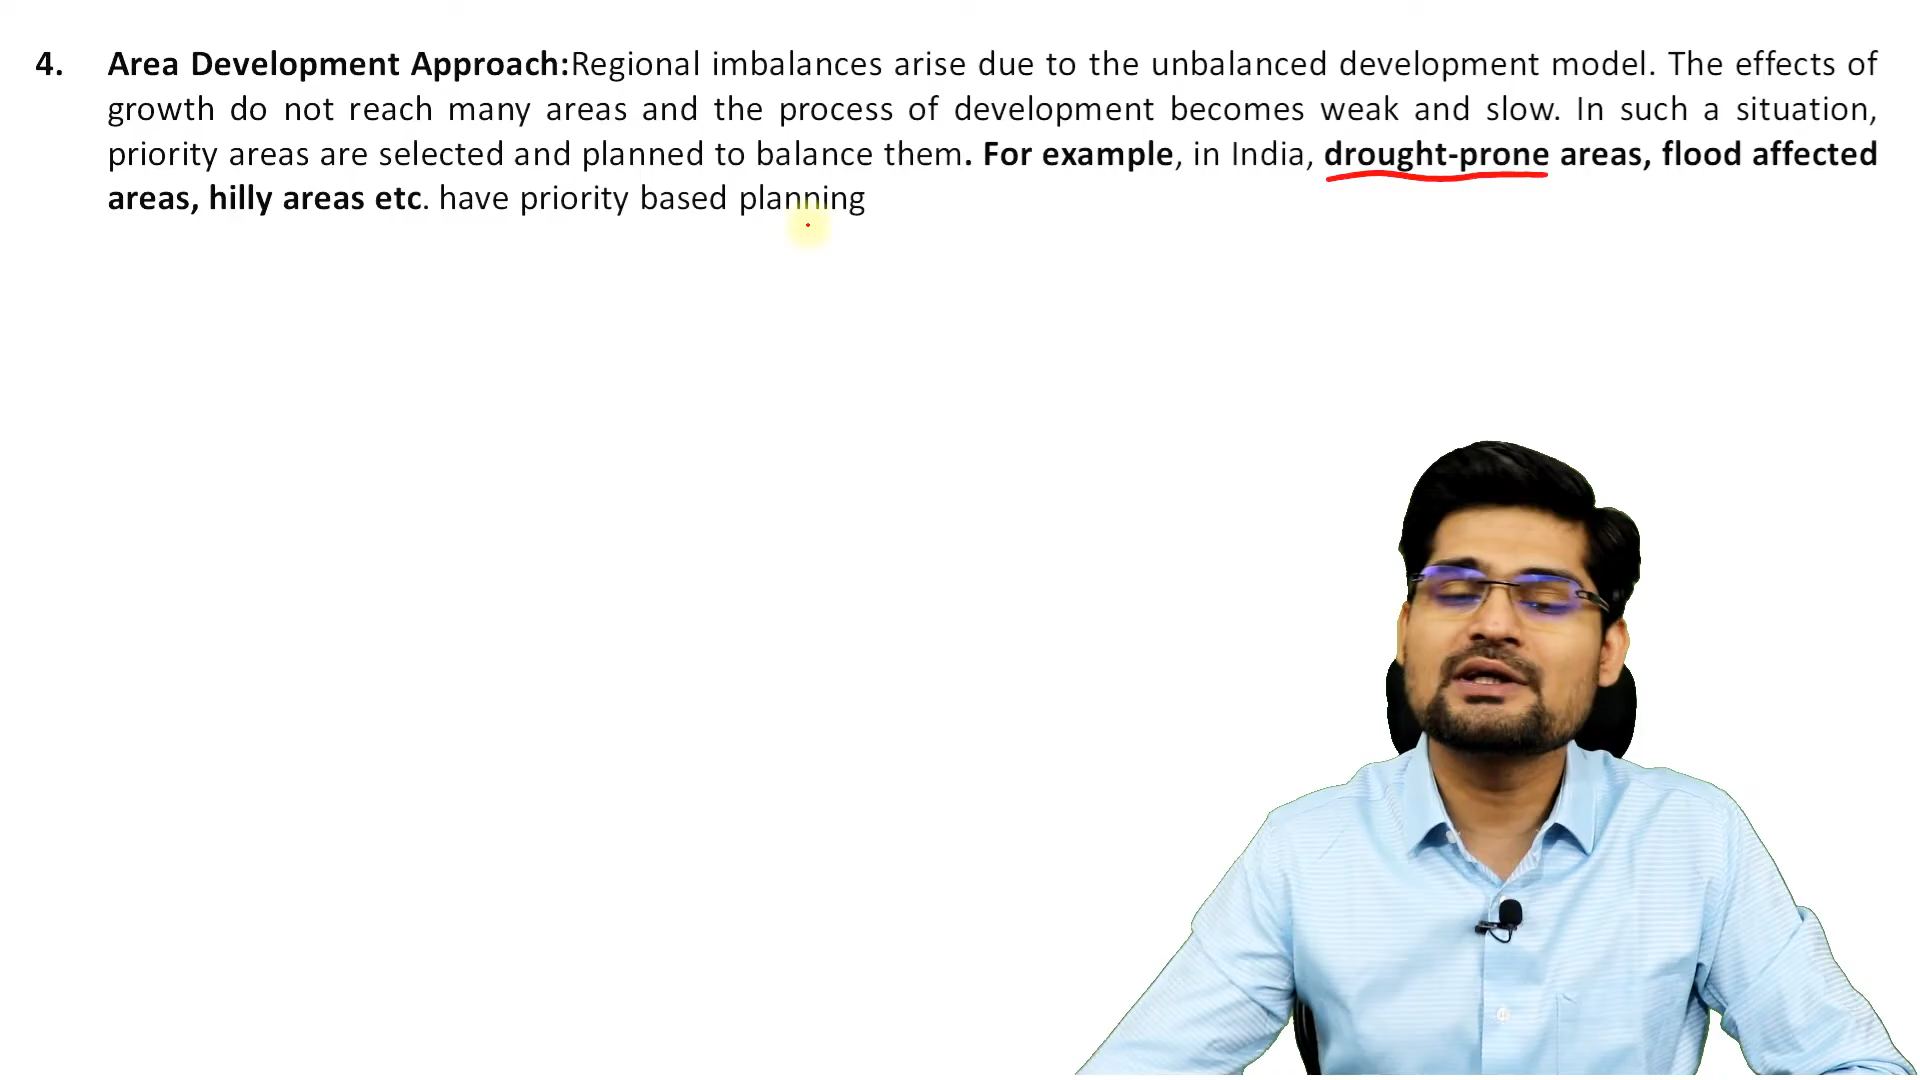 4. Area Development Approach:Regional imbalances arise due to the unbalanced development model. The effects of
growth do not reach many areas and the process of development becomes weak and slow. In such a situation,
priority areas are selected and planned to balance them. For example, in India, drought-prone areas, flood affected
areas, hilly areas etc. have priority based planning